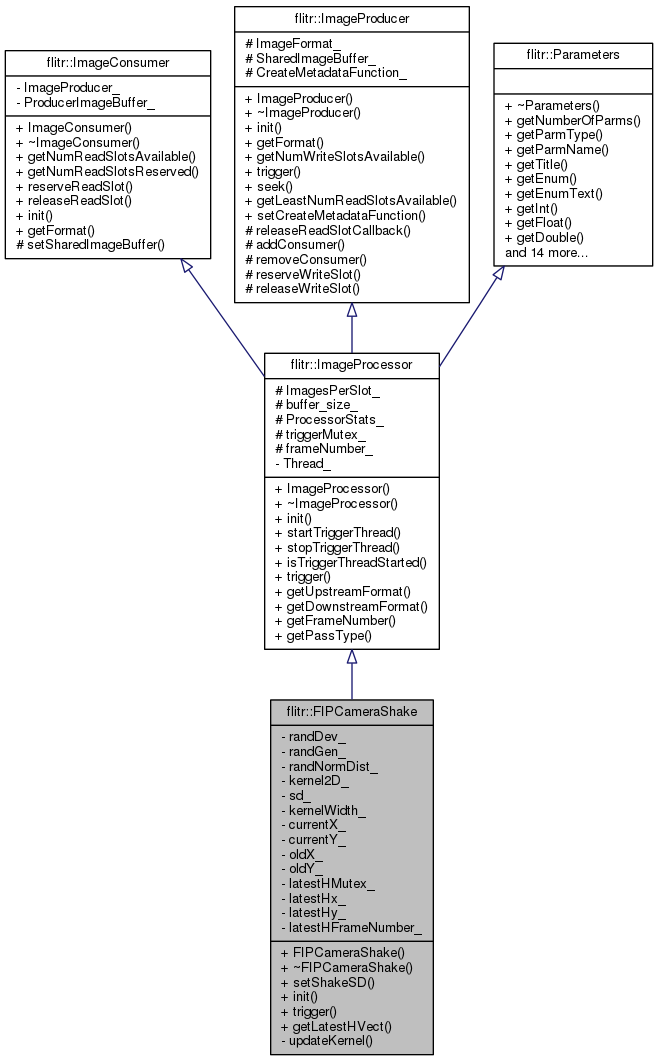 flitr::ImageConsumer
- ImageProducer_
- ProducerImageBuffer_
+ ImageConsumer()
+ ~ImageConsumer()
+ getNumReadSlotsAvailable()
+ getNumReadSlotsReserved()
+ reserveReadSlot()
+ releaseReadSlot()
+ init()
+ getFormat()
# setSharedImageBuffer()
flitr::ImageProducer
# ImageFormat_
# SharedImageBuffer_
# CreateMetadataFunction_
+ ImageProducer()
+ ~ImageProducer()
+ init()
+ getFormat()
+ getNumWriteSlotsAvailable()
+ trigger()
+ seek()
+ getLeastNumReadSlotsAvailable()
+ setCreateMetadataFunction()
# releaseReadSlotCallback()
# addConsumer()
# removeConsumer()
# reserveWriteSlot()
# releaseWriteSlot()
flitr::Parameters
+ ~Parameters()
+ getNumberOfParms()
+ getParmType()
+ getParmName()
+ getTitle()
+ getEnum()
+ getEnumText()
+ getInt()
+ getFloat()
+ getDouble()
and 14 more...
flitr::ImageProcessor
# ImagesPerSlot_
# buffer_size_
# ProcessorStats_
# triggerMutex_
# frameNumber_
- Thread_
+ ImageProcessor()
+ ~ImageProcessor()
+ init()
+ startTriggerThread()
+ stopTriggerThread()
+ isTriggerThreadStarted()
+ trigger()
+ getUpstreamFormat()
+ getDownstreamFormat()
+ getFrameNumber()
+ getPassType()
flitr::FIPCameraShake
- randDev_
- randGen_
- randNormDist_
- kernel2D_
- sd_
- kernelWidth_
- currentX_
- currentY_
- oldX_
- oldY_
- latestHMutex_
- latestHx_
- latestHy_
- latestHFrameNumber_
+ FIPCameraShake()
+ ~FIPCameraShake()
+ setShakeSD()
+ init()
+ trigger()
+ getLatestHVect()
- updateKernel()